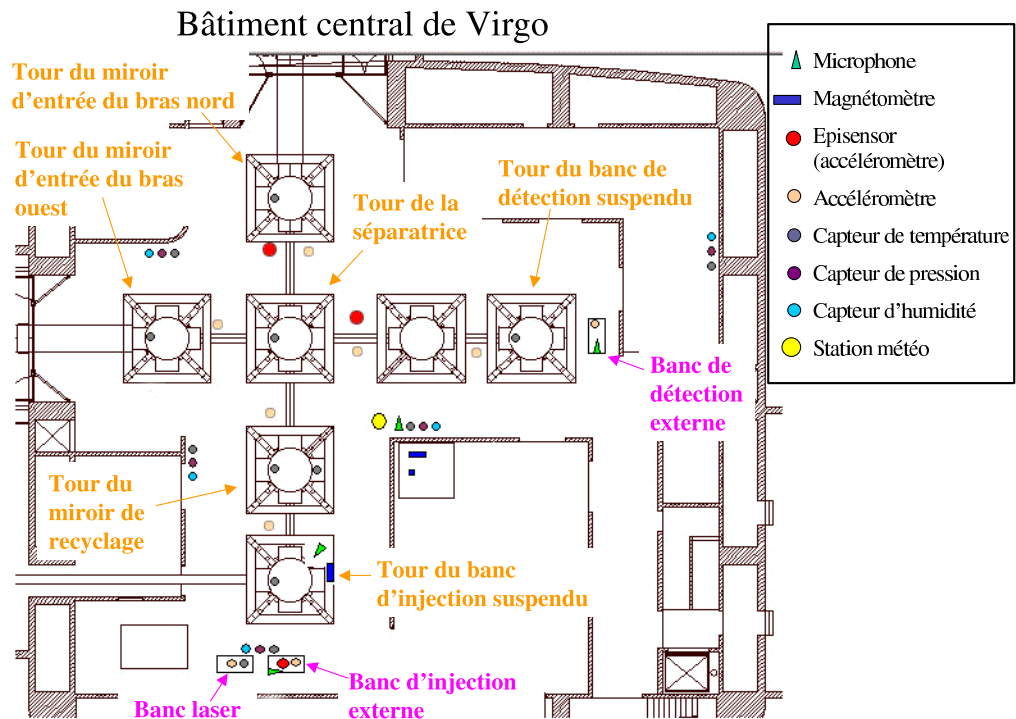 Bâtiment central de Virgo
Tour du miroir
d'entrée du bras nord
Tour du miroir
d'entrée du bras
ouest
Tour de la
séparatrice
Tour du banc de
détection suspendu
Banc de
détection
externe
Tour du
miroir de
recyclage
Tour du banc
d'injection suspendu
Banc laser
Banc d'injection
externe
Microphone
Magnétomètre
Episensor
(accéléromètre)
Accéléromètre
Capteur de température
Capteur de pression
Capteur d'humidité
Station météo